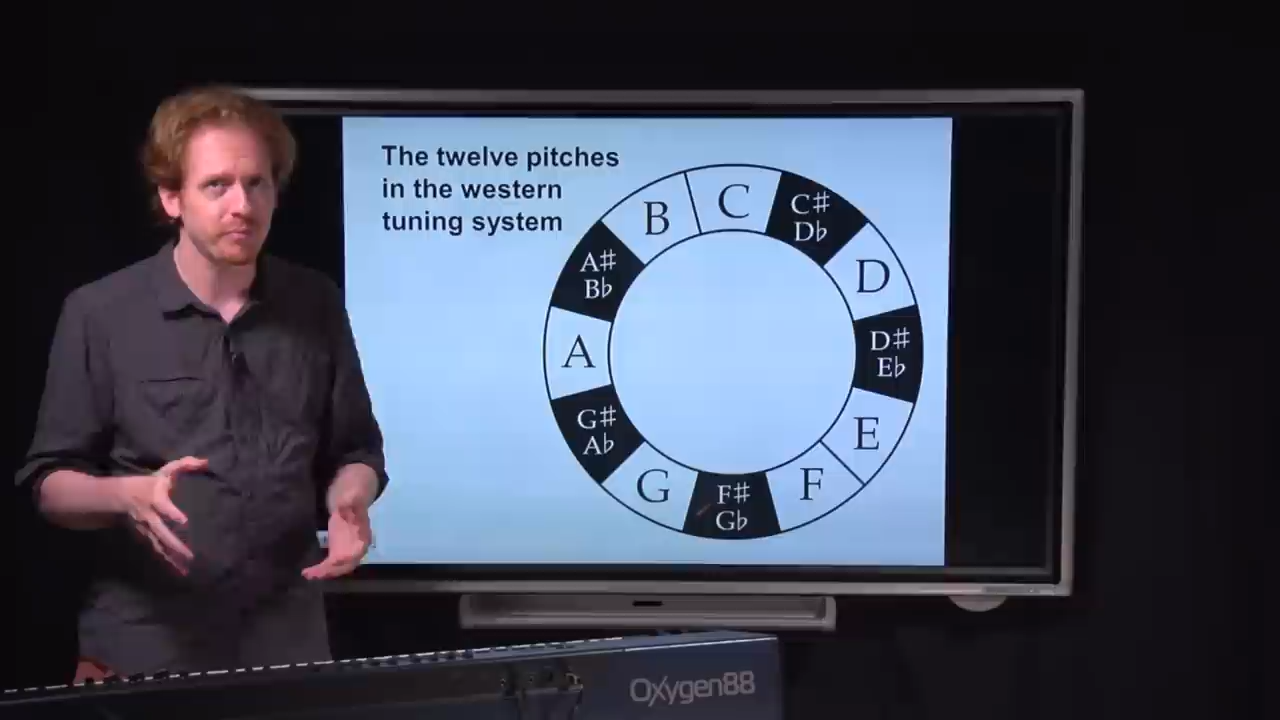 The twelve pitches
in the western
tuning system
C
C♯
D♭
D
D♯
E♭
E
F
F♯
G♭
G
G♯
A♭
A
A♯
B♭
B
Oxygen88